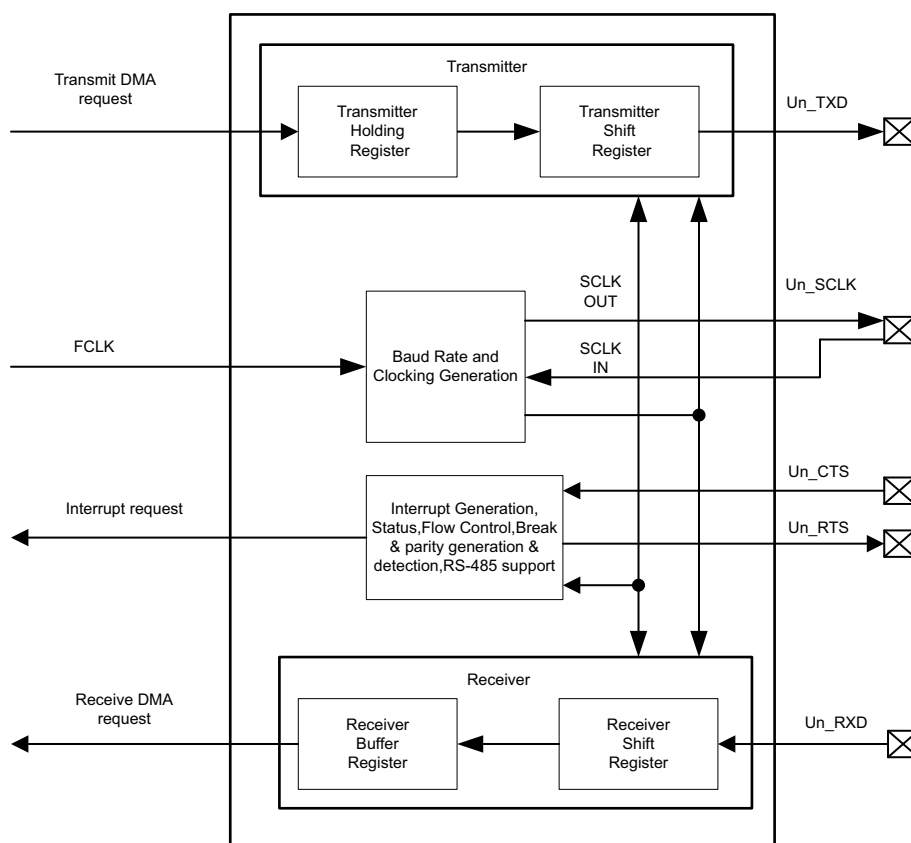 Transmitter
Transmit DMA
request
Transmitter
Holding
Register
Transmitter
Shift
Register
Un_TXD
SCLK
OUT
Un_SCLK
FCLK
Baud Rate and
Clocking Generation
SCLK
IN
Un_CTS
Interrupt request
Interrupt Generation,
Status,Flow Control,Break
& parity generation &
detection,RS-485 support
Un_RTS
Receiver
Receive DMA
request
Receiver
Buffer
Register
Receiver
Shift
Register
Un_RXD